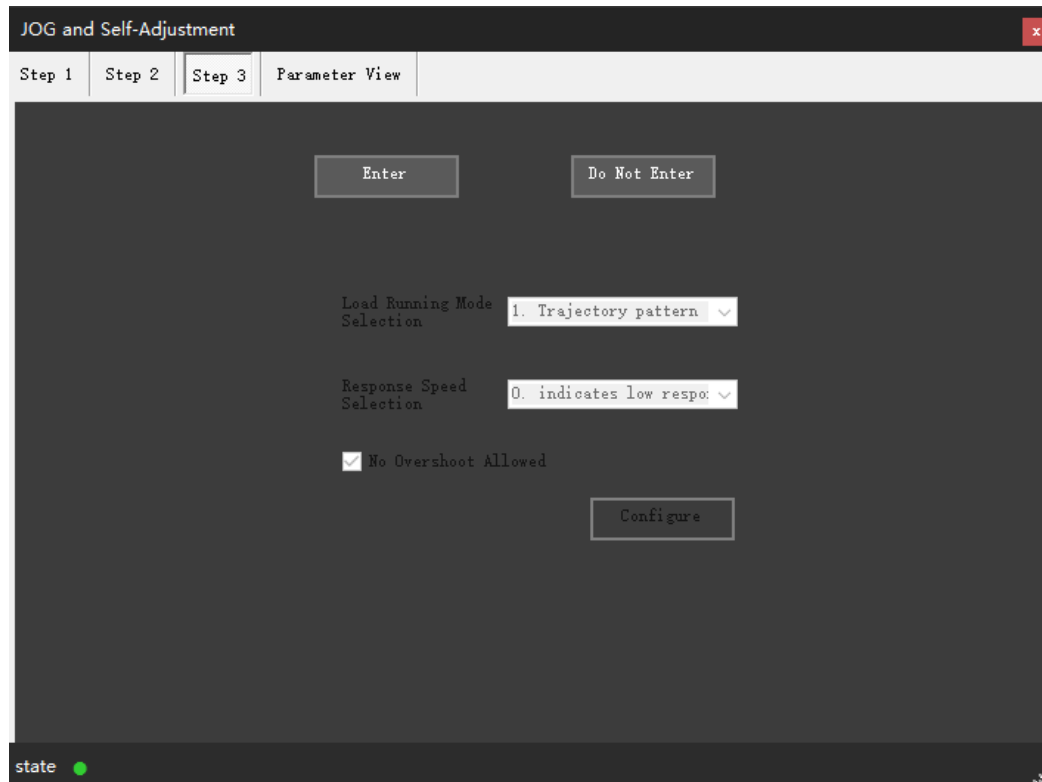 JOG and Self-Adjustment
x
Step 1 Step 2 Step 3 Parameter View
Enter Do Not Enter
Load Running Mode
Selection
1. Trajectory pattern
Response Speed
Selection
0. indicates low respo
No Overshoot Allowed
Configure
state